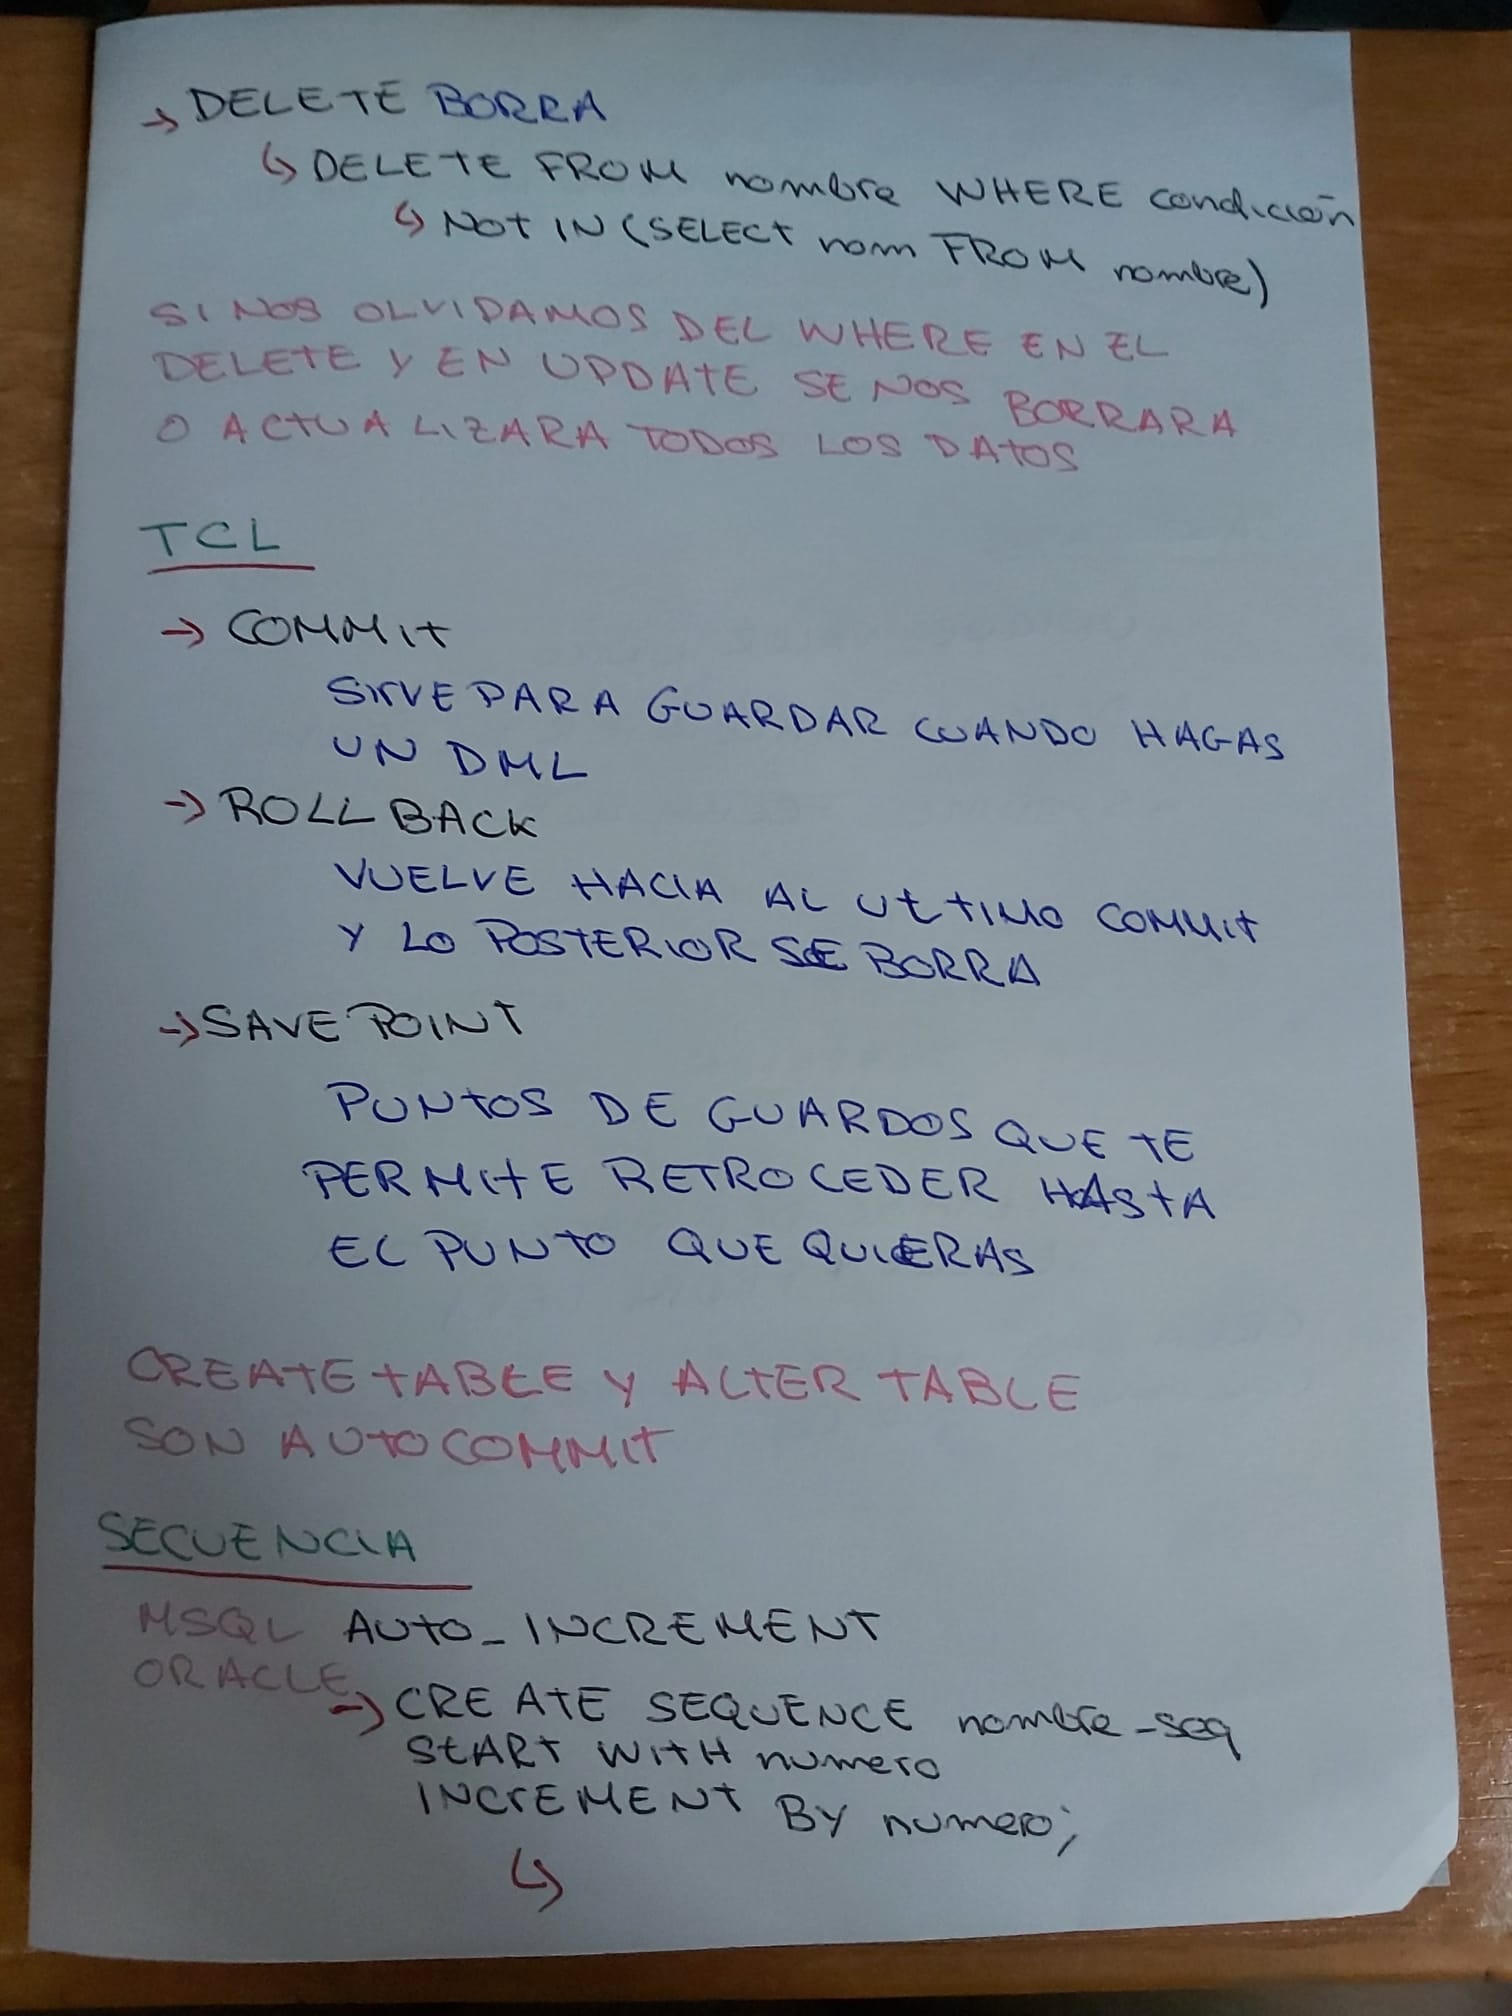 → DELETE BORRA
↳ DELETE FROM nombre WHERE condición
↳ NOT IN (SELECT nom FROM nombre)
SI NOS OLVIDAMOS DEL WHERE EN EL
DELETE Y EN UPDATE SE NOS BORRARA
O ACTUALIZARA TODOS LOS DATOS
TCL
→ COMMIT
SIRVE PARA GUARDAR CUANDO HAGAS
UN DML
→ ROLLBACK
VUELVE HACIA AL ULTIMO COMMIT
Y LO POSTERIOR SE BORRA
→ SAVEPOINT
PUNTOS DE GUARDOS QUE TE
PERMITE RETROCEDER HASTA
EL PUNTO QUE QUIERAS
CREATE TABLE Y ALTER TABLE
SON AUTOCOMMIT
SECUENCIA
MSQL AUTO_INCREMENT
ORACLE
→ CREATE SEQUENCE nombre_seq
START WITH numero
INCREMENT BY numero;
↳